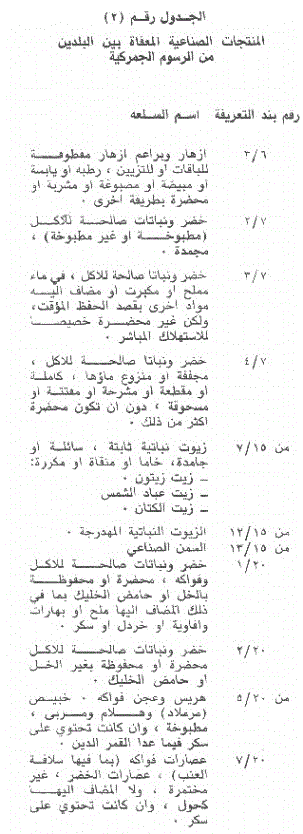 الجدول رقم (٢)
المنتجات الصناعية المعفاة بين البلدين
من الرسوم الجمركية
رقم بند التعريفة اسم السلعه
٣/٦ ازهار وبراعم ازهار مقطوفة
للباقات او للتزيين ، رطبه او يابسة
او مبيضة او مصبوغة او مشربة او
محضرة بطريقة اخرى .
٢/٧ خضر ونباتات صالحة للاكل
(مطبوخة او غير مطبوخة) ،
مجمدة .
٣/٧ خضر ونباتا صالحة للاكل ، في ماء
مملح او مكبرت او مضاف اليه
مواد اخرى بقصد الحفظ المؤقت،
ولكن غير محضرة خصيصا
للاستهلاك المباشر .
٤/٧ خضر ونباتا صالحة للاكل ،
مجففة او منزوع ماؤها ، كاملة
او مقطعة او مشرحة او مفتتة او
مسحوقة ، دون ان تكون محضرة
اكثر من ذلك .
من ٧/١٥ زيوت نباتية ثابتة ، سائلة او
جامدة، خاما او منقاة او مكررة:
ـ زيت زيتون .
ـ زيت عباد الشمس
ـ زيت الكتان .
من ١٢/١٥ الزيوت النباتية المهدرجة .
من ١٣/١٥ السمن الصناعي
١/٢٠ خضر ونباتات صالحة للاكل
وفواكه ، محضرة او محفوظة
بالخل او حامض الخليك بما في
ذلك المضاف اليها ملح او بهارات
وافاوية او خردل او سكر .
٢/٢٠ خضر ونباتات صالحة للاكل
محضرة او محفوظة بغير الخل
او حامض الخليك .
من ٥/٢٠ هريس وعجن فواكه . خبيص
(مرملاد) وهلام ومربى ،
مطبوخة ، وان كانت تحتوي على
سكر فيما عدا القمر الدين .
٧/٢٠ عصارات فواكه (بما فيها سلافة
العنب) ، عصارات الخضر ، غير
مختمرة ، ولا المضاف اليها
كحول ، وان كانت تحتوي على
سكر .